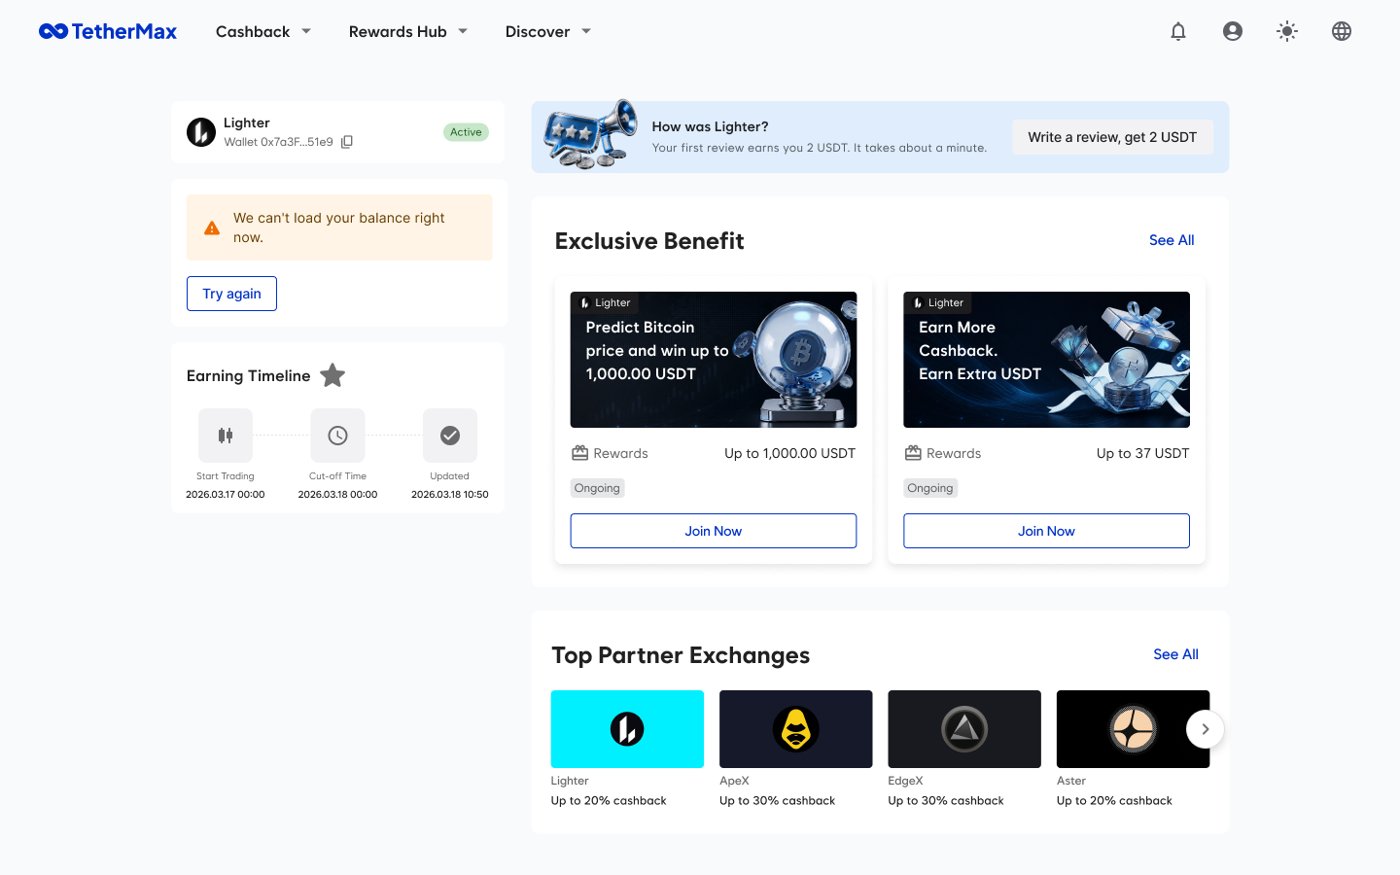 TetherMax
Cashback
Rewards Hub
Discover
Lighter
Wallet 0x7a3F...51e9
Active
We can't load your balance right
now.
Try again
Earning Timeline
Start Trading
2026.03.17 00:00
Cut-off Time
2026.03.18 00:00
Updated
2026.03.18 10:50
How was Lighter?
Your first review earns you 2 USDT. It takes about a minute.
Write a review, get 2 USDT
Exclusive Benefit
See All
Lighter
Predict Bitcoin
price and win up to
1,000.00 USDT
Rewards
Up to 1,000.00 USDT
Ongoing
Join Now
Lighter
Earn More
Cashback.
Earn Extra USDT
Rewards
Up to 37 USDT
Ongoing
Join Now
Top Partner Exchanges
See All
Lighter
Up to 20% cashback
ApeX
Up to 30% cashback
EdgeX
Up to 30% cashback
Aster
Up to 20% cashback